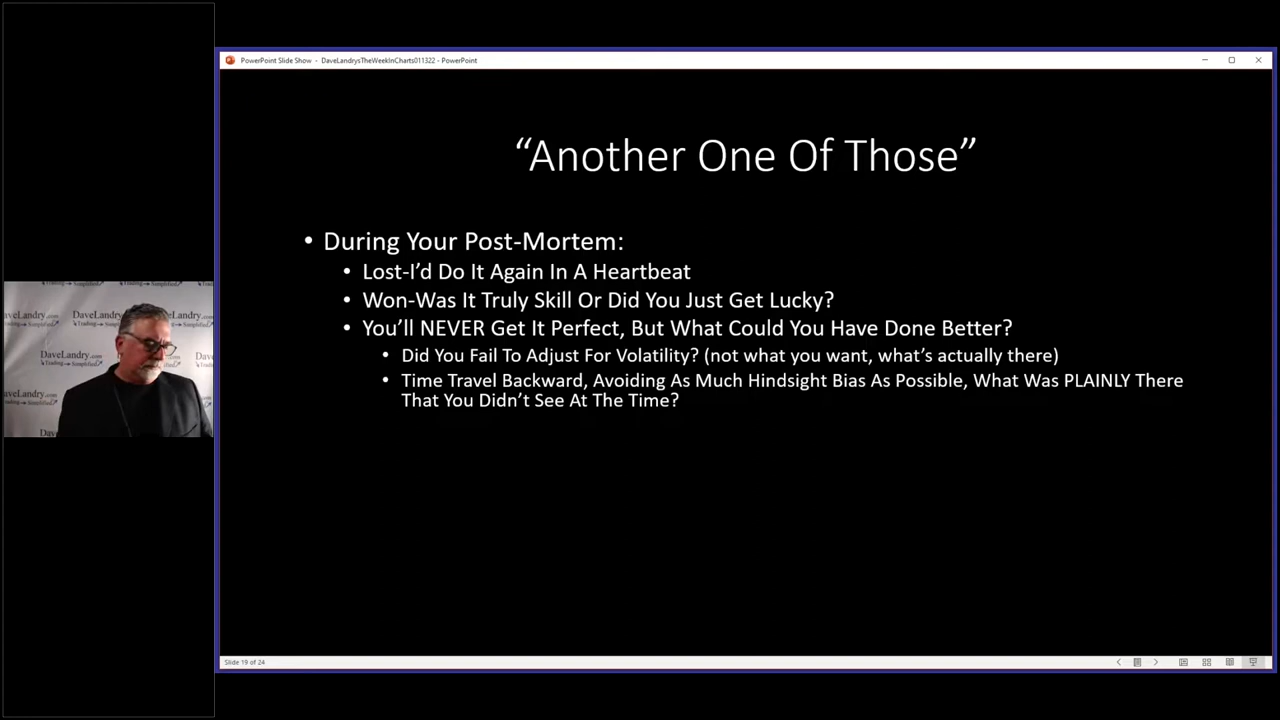 PowerPoint Slide Show - DaveLandrysTheWeekInCharts011322 - PowerPoint
“Another One Of Those”
• During Your Post-Mortem:
• Lost-I’d Do It Again In A Heartbeat
• Won-Was It Truly Skill Or Did You Just Get Lucky?
• You’ll NEVER Get It Perfect, But What Could You Have Done Better?
• Did You Fail To Adjust For Volatility? (not what you want, what’s actually there)
• Time Travel Backward, Avoiding As Much Hindsight Bias As Possible, What Was PLAINLY There
That You Didn’t See At The Time?
DaveLandry.com
Trading Simplified
Slide 19 of 24